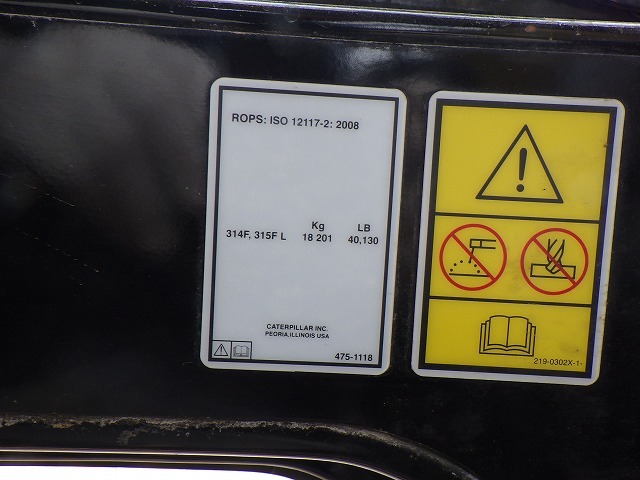 ROPS: ISO 12117-2: 2008
Kg LB
314F, 315F L 18 201 40,130
CATERPILLAR INC.
PEORIA,ILLINOIS USA
475-1118
219-0302X-1-